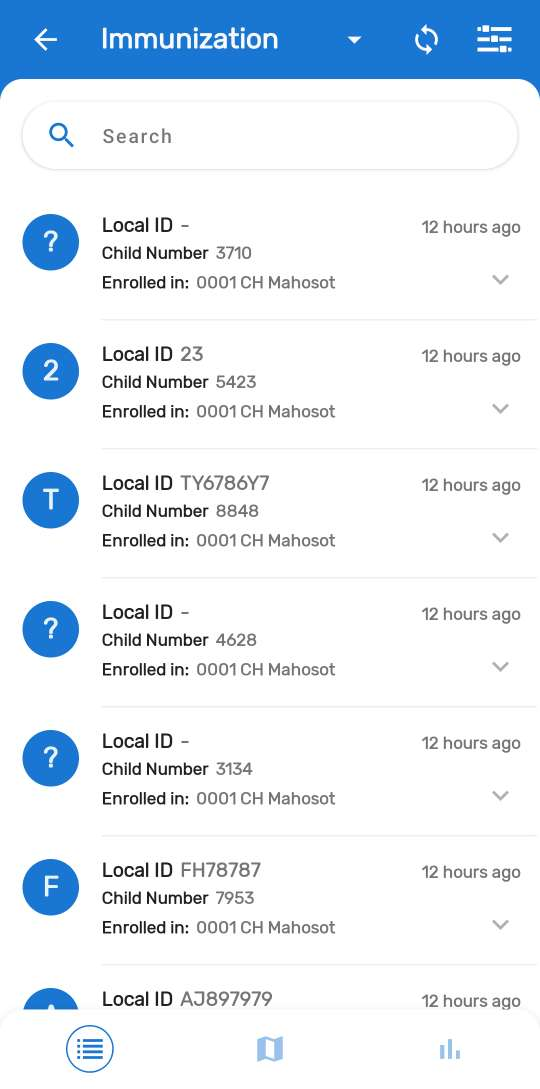 Immunization
Search
?
Local ID -
12 hours ago
Child Number 3710
Enrolled in: 0001 CH Mahosot
2
Local ID 23
12 hours ago
Child Number 5423
Enrolled in: 0001 CH Mahosot
T
Local ID TY6786Y7
12 hours ago
Child Number 8848
Enrolled in: 0001 CH Mahosot
?
Local ID -
12 hours ago
Child Number 4628
Enrolled in: 0001 CH Mahosot
?
Local ID -
12 hours ago
Child Number 3134
Enrolled in: 0001 CH Mahosot
F
Local ID FH78787
12 hours ago
Child Number 7953
Enrolled in: 0001 CH Mahosot
Local ID AJ897979
12 hours ago